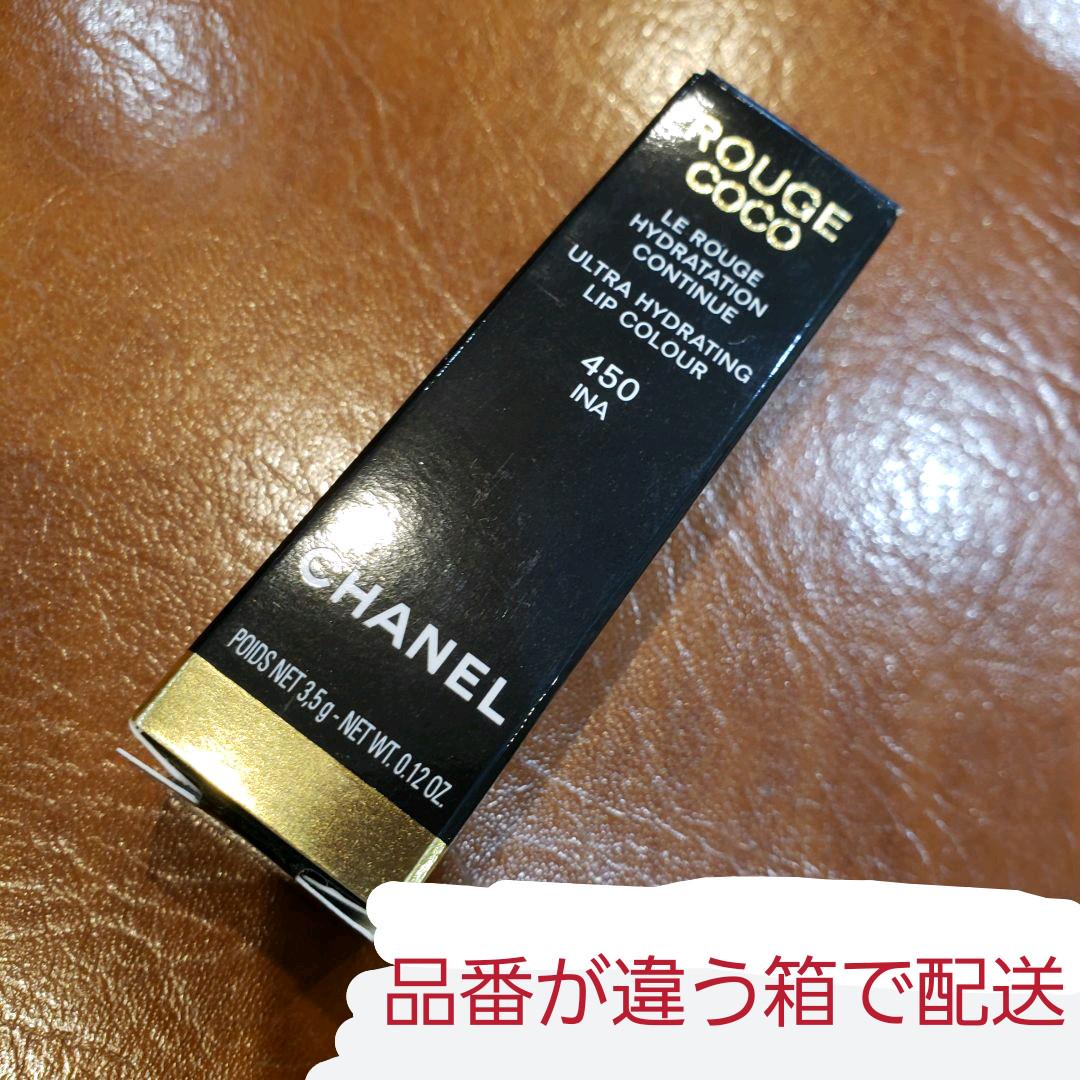 ROUGE
COCO
LE ROUGE
HYDRATATION
CONTINUE
ULTRA HYDRATING
LIP COLOUR
450
INA
CHANEL
POIDS NET 3,5 g - NET WT. 0.12 OZ.
品番が違う箱で配送